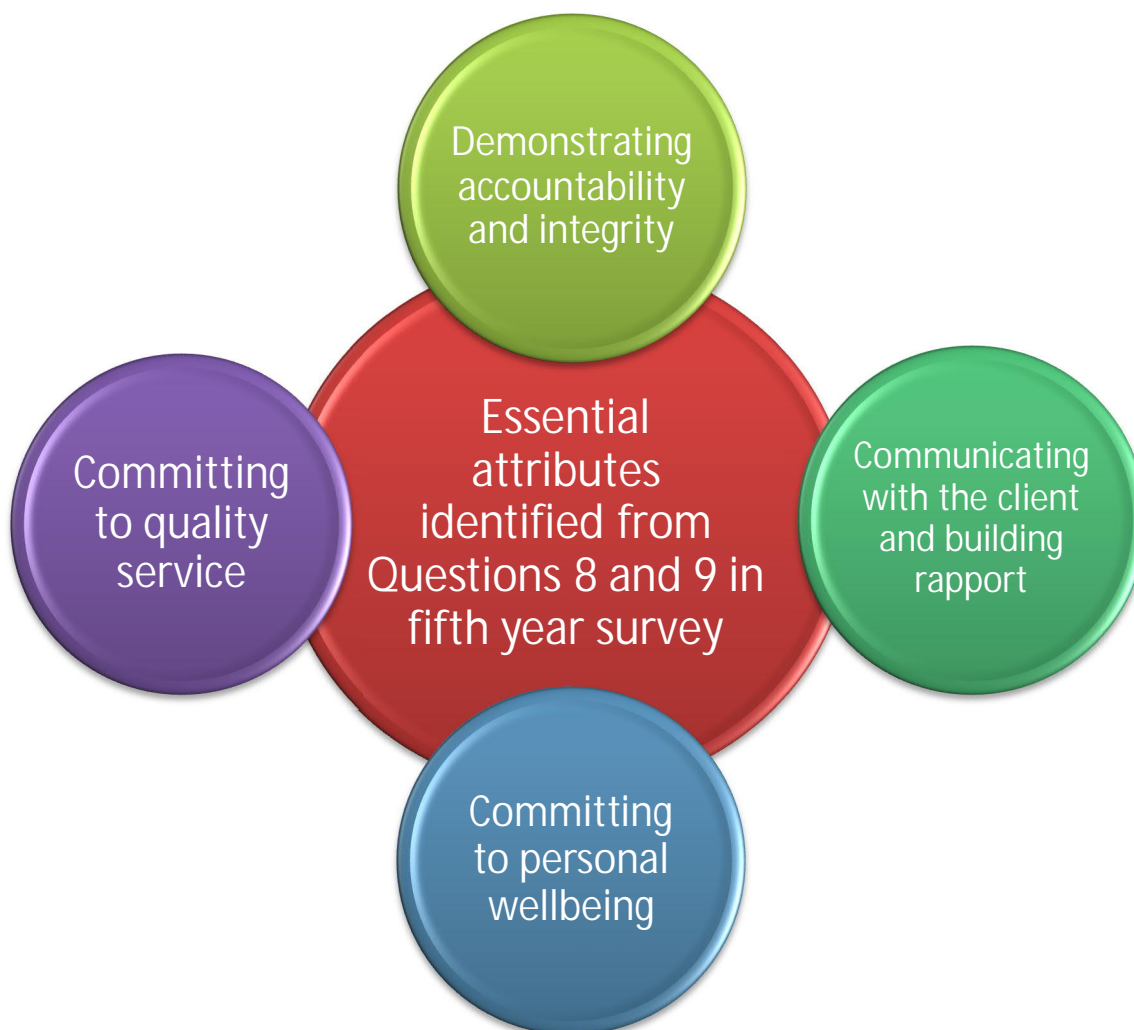 Demonstrating
accountability
and integrity
Essential
attributes
identified from
Questions 8 and 9 in
fifth year survey
Committing
to quality
service
Communicating
with the client
and building
rapport
Committing
to personal
wellbeing